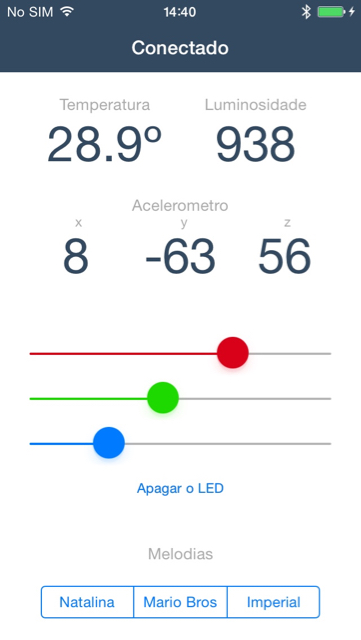 No SIM 14:40
Conectado
Temperatura Luminosidade
28.9º 938
Acelerometro
x y z
8 -63 56
Apagar o LED
Melodias
Natalina Mario Bros Imperial